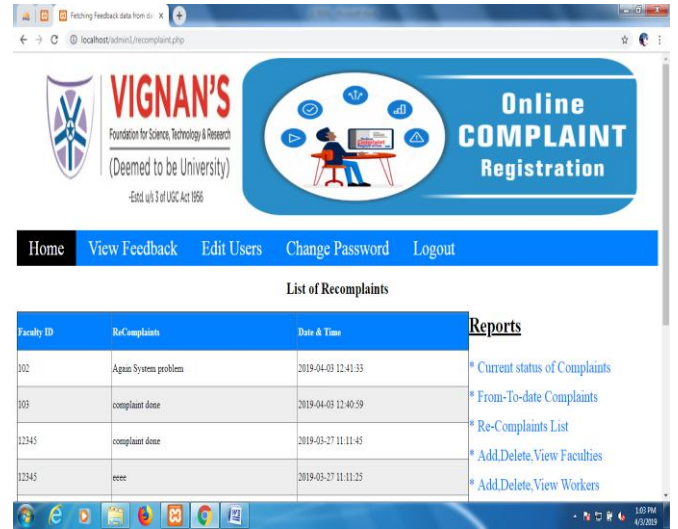 Fetching Feedback data from dat
localhost/admin1/recomplaint.php
VIGNAN'S
Foundation for Science, Technology & Research
(Deemed to be University)
-Estd. u/s 3 of UGC Act 1956
Online
COMPLAINT
Registration
Home View Feedback Edit Users Change Password Logout
List of Recomplaints
Faculty ID ReComplaints Date & Time
102 Again System problem 2019-04-03 12:41:33
103 complaint done 2019-04-03 12:40:59
12345 complaint done 2019-03-27 11:11:45
12345 eeee 2019-03-27 11:11:25
Reports
* Current status of Complaints
* From-To-date Complaints
* Re-Complaints List
* Add,Delete,View Faculties
* Add,Delete,View Workers
1:03 PM
4/3/2019